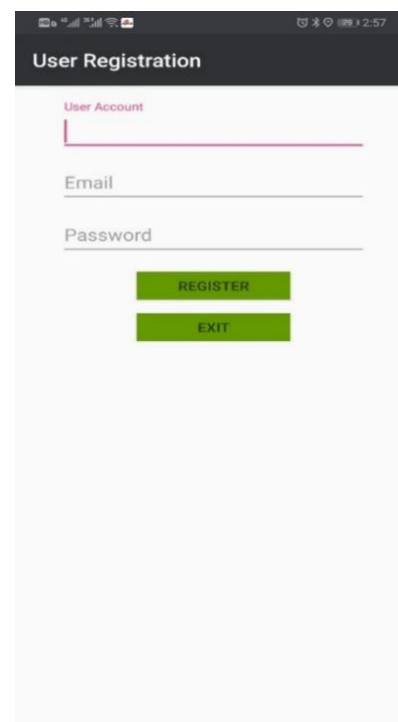 2:57
User Registration
User Account
Email
Password
REGISTER
EXIT